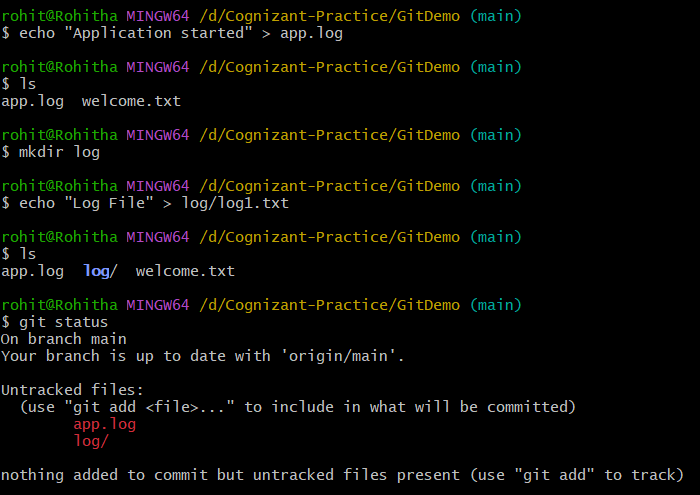 rohit@Rohitha MINGW64 /d/Cognizant-Practice/GitDemo (main)
$ echo "Application started" > app.log
rohit@Rohitha MINGW64 /d/Cognizant-Practice/GitDemo (main)
$ ls
app.log  welcome.txt
rohit@Rohitha MINGW64 /d/Cognizant-Practice/GitDemo (main)
$ mkdir log
rohit@Rohitha MINGW64 /d/Cognizant-Practice/GitDemo (main)
$ echo "Log File" > log/log1.txt
rohit@Rohitha MINGW64 /d/Cognizant-Practice/GitDemo (main)
$ ls
app.log  log/  welcome.txt
rohit@Rohitha MINGW64 /d/Cognizant-Practice/GitDemo (main)
$ git status
On branch main
Your branch is up to date with 'origin/main'.
Untracked files:
  (use "git add <file>..." to include in what will be committed)
        app.log
        log/
nothing added to commit but untracked files present (use "git add" to track)